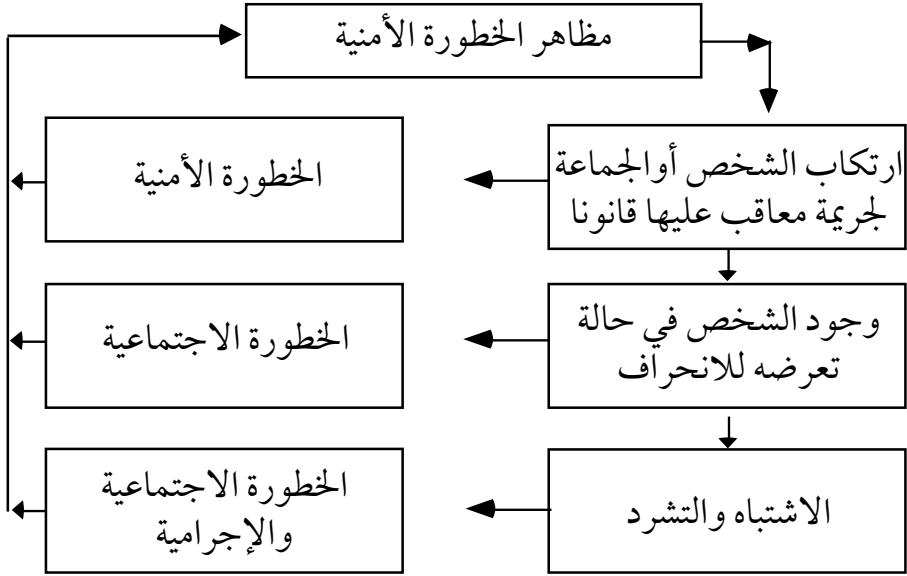 مظاهر الخطورة الأمنية
ارتكاب الشخص أوالجماعة
لجريمة معاقب عليها قانونا
الخطورة الأمنية
وجود الشخص في حالة
تعرضه للانحراف
الخطورة الاجتماعية
الاشتباه والتشرد
الخطورة الاجتماعية
والإجرامية